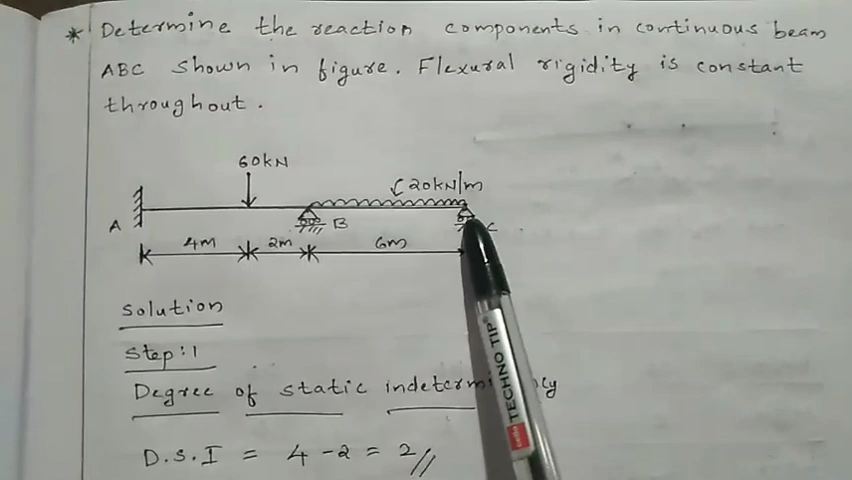 * Determine the reaction components in continuous beam
ABC shown in figure. Flexural rigidity is constant
throughout.
60kN
20kN/m
A
B
C
4m
2m
6m
Solution
Step:1
Degree of static
D.S.I = 4-2 = 2//
TECHNO TIP